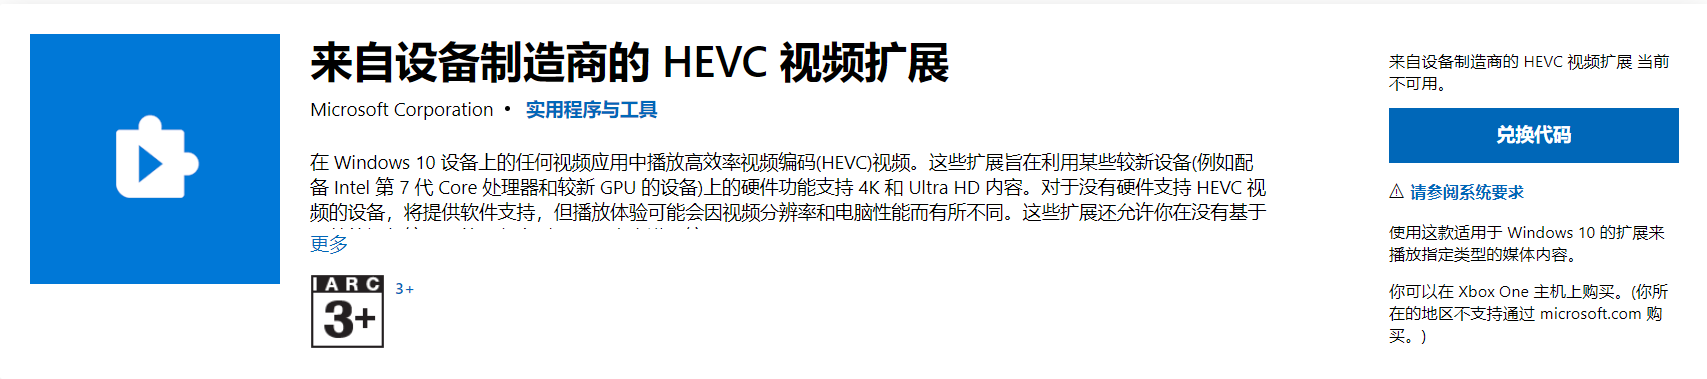 来自设备制造商的 HEVC 视频扩展
Microsoft Corporation • 实用程序与工具
在 Windows 10 设备上的任何视频应用中播放高效率视频编码(HEVC)视频。这些扩展旨在利用某些较新设备(例如配
备 Intel 第 7 代 Core 处理器和较新 GPU 的设备)上的硬件功能支持 4K 和 Ultra HD 内容。对于没有硬件支持 HEVC 视
频的设备，将提供软件支持，但播放体验可能会因视频分辨率和电脑性能而有所不同。这些扩展还允许你在没有基于
更多
IARC
3+
3+
来自设备制造商的 HEVC 视频扩展 当前
不可用。
兑换代码
⚠ 请参阅系统要求
使用这款适用于 Windows 10 的扩展来
播放指定类型的媒体内容。
你可以在 Xbox One 主机上购买。(你所
在的地区不支持通过 microsoft.com 购
买。)